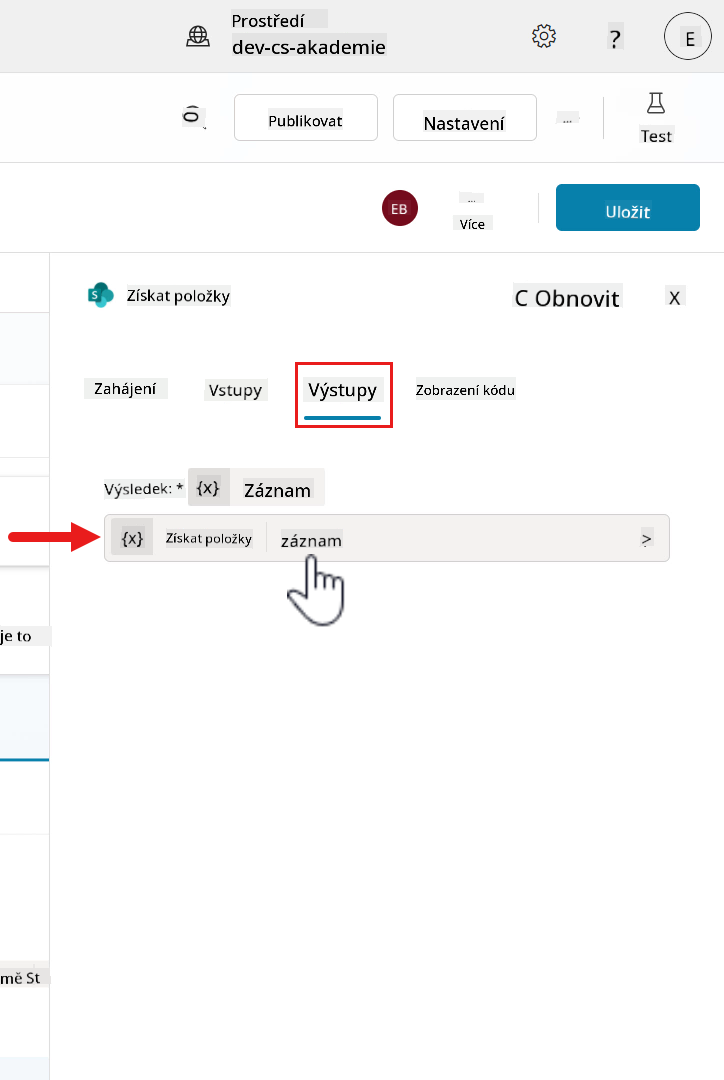 Prostředí
dev-cs-akademie
?
E
Publikovat
Nastavení
...
Test
EB
...
Více
Uložit
S
Získat položky
C Obnovit
X
Zahájení
Vstupy
Výstupy
Zobrazení kódu
Výsledek: *
{x}
Záznam
{x}
Získat položky
záznam
>
je to
mě St